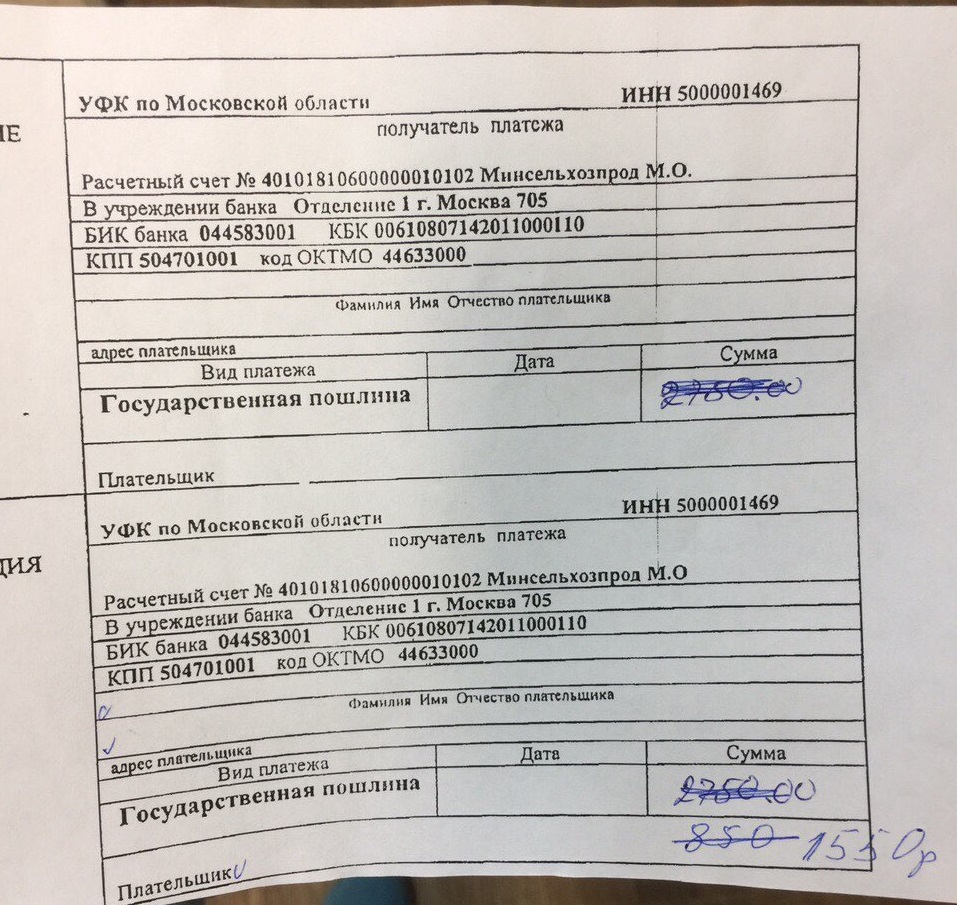 ИЕ
УФК по Московской области ИНН 5000001469
получатель платежа
Расчетный счет № 40101810600000010102 Минсельхозпрод М.О.
В учреждении банка Отделение 1 г. Москва 705
БИК банка 044583001 КБК 00610807142011000110
КПП 504701001 код ОКТМО 44633000
Фамилия Имя Отчество плательщика
адрес плательщика
Вид платежа Дата Сумма
Государственная пошлина 2750.00
Плательщик
ЦИЯ
УФК по Московской области ИНН 5000001469
получатель платежа
Расчетный счет № 40101810600000010102 Минсельхозпрод М.О
В учреждении банка Отделение 1 г. Москва 705
БИК банка 044583001 КБК 00610807142011000110
КПП 504701001 код ОКТМО 44633000
Фамилия Имя Отчество плательщика
адрес плательщика
Вид платежа Дата Сумма
Государственная пошлина 2750.00
850 1550р
Плательщик